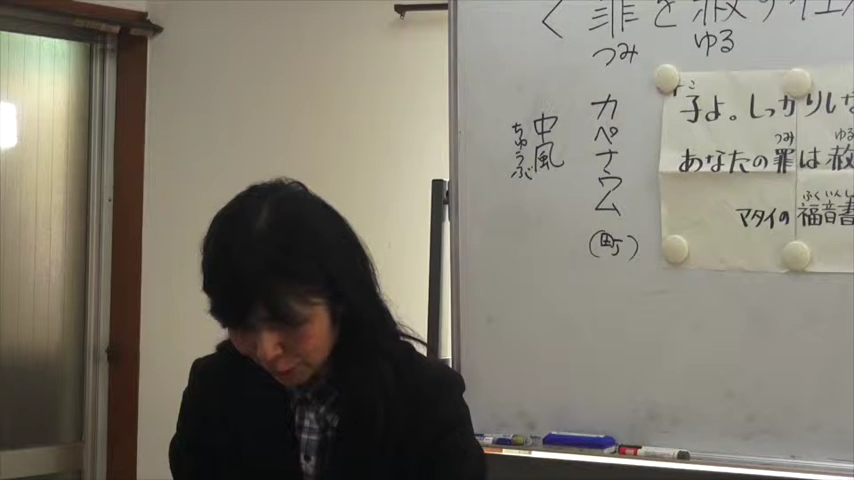 罪を赦す
つみ
ゆる
子よ。しっかりしな
つみ
ゆる
あなたの罪は赦
ふくいんし
マタイの福音書
カペナウム
(町)
中風
ちゅうぶ